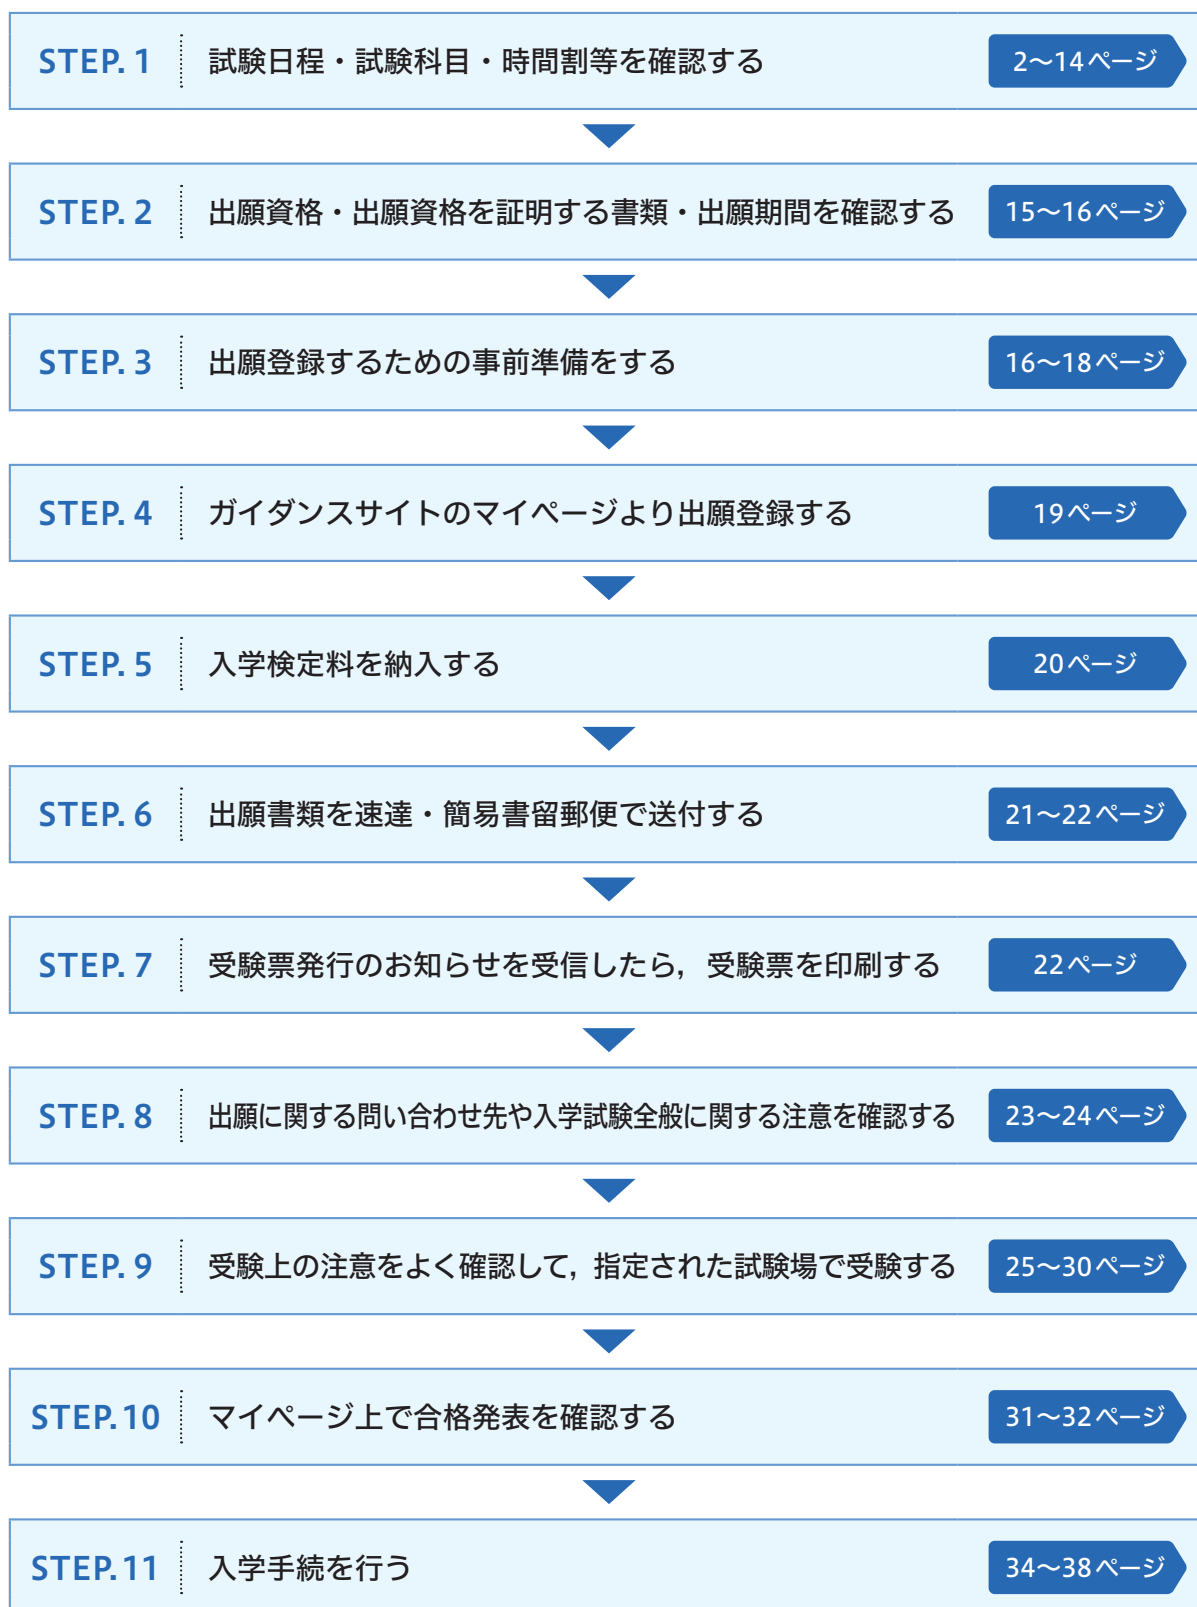 STEP. 1 試験日程・試験科目・時間割等を確認する 2～14ページ
STEP. 2 出願資格・出願資格を証明する書類・出願期間を確認する 15～16ページ
STEP. 3 出願登録するための事前準備をする 16～18ページ
STEP. 4 ガイダンスサイトのマイページより出願登録する 19ページ
STEP. 5 入学検定料を納入する 20ページ
STEP. 6 出願書類を速達・簡易書留郵便で送付する 21～22ページ
STEP. 7 受験票発行のお知らせを受信したら，受験票を印刷する 22ページ
STEP. 8 出願に関する問い合わせ先や入学試験全般に関する注意を確認する 23～24ページ
STEP. 9 受験上の注意をよく確認して，指定された試験場で受験する 25～30ページ
STEP. 10 マイページ上で合格発表を確認する 31～32ページ
STEP. 11 入学手続を行う 34～38ページ